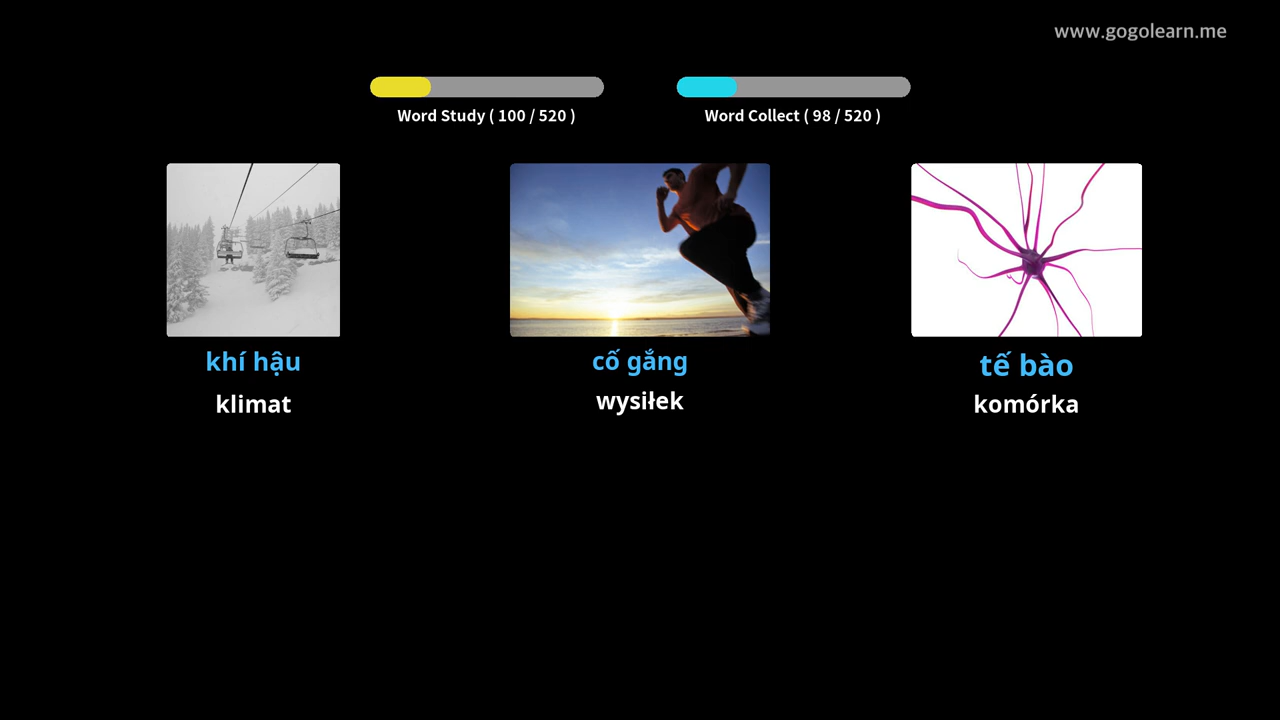 www.gogolearn.me
Word Study ( 100 / 520 )
Word Collect ( 98 / 520 )
khí hậu
klimat
cố gắng
wysiłek
tế bào
komórka